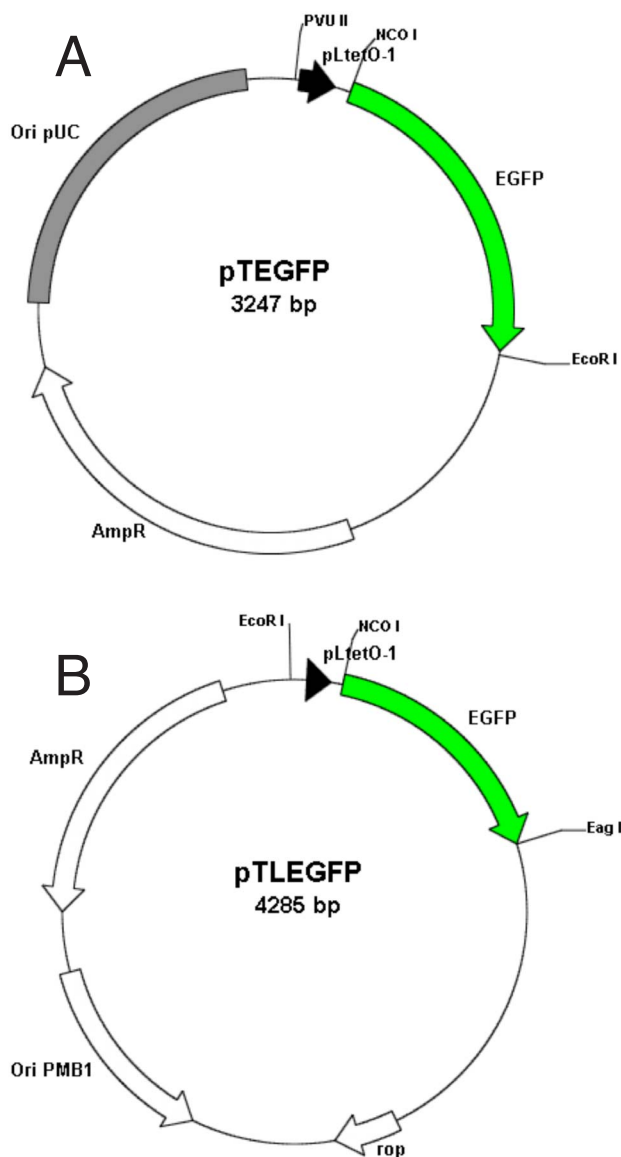 A
PVU II
NCO I
pLtetO-1
Ori pUC
EGFP
pTEGFP
3247 bp
EcoR I
AmpR
B
EcoR I
NCO I
pLtetO-1
EGFP
AmpR
Eag I
pTLEGFP
4285 bp
Ori PMB1
rop